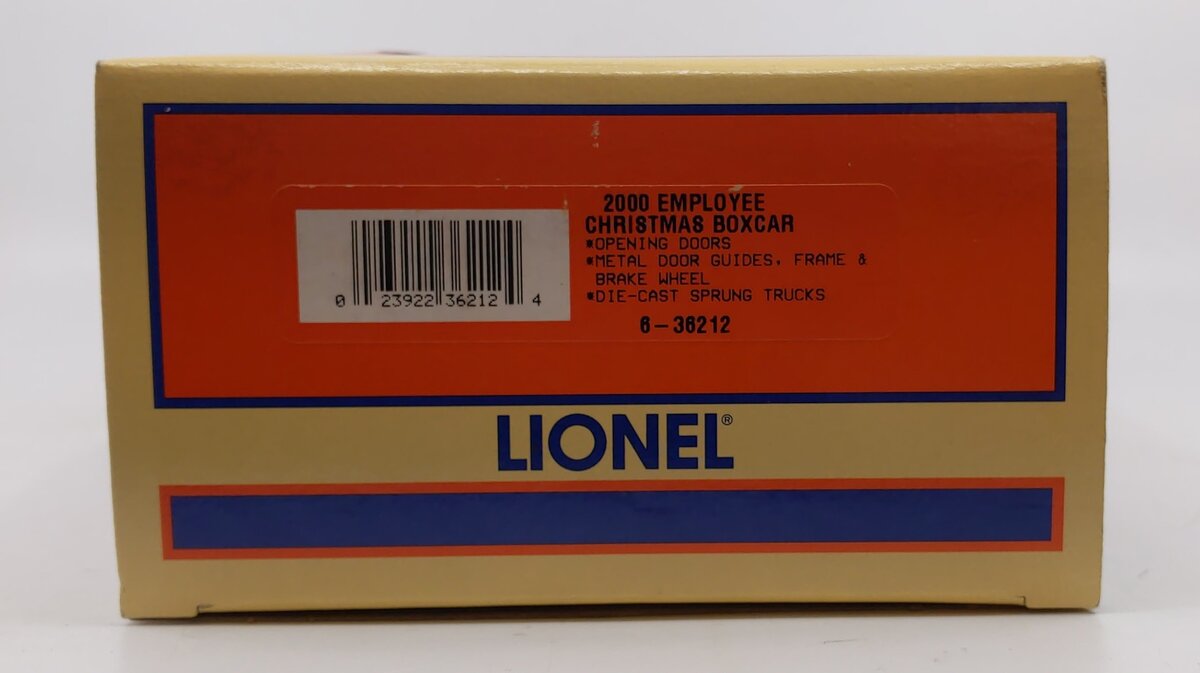 2000 EMPLOYEE
CHRISTMAS BOXCAR
*OPENING DOORS
*METAL DOOR GUIDES, FRAME &
BRAKE WHEEL
*DIE-CAST SPRUNG TRUCKS
6-36212
0 23922 36212 4
LIONEL®